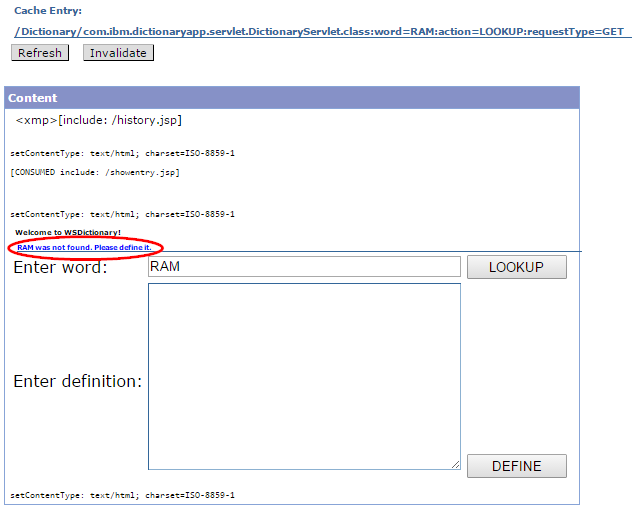 Cache Entry:
/Dictionary/com.ibm.dictionaryapp.servlet.DictionaryServlet.class:word=RAM:action=LOOKUP:requestType=GET
Refresh Invalidate
Content
<xmp>[include: /history.jsp]
setContentType: text/html; charset=ISO-8859-1
[CONSUMED include: /showentry.jsp]
setContentType: text/html; charset=ISO-8859-1
Welcome to WSDictionary!
RAM was not found. Please define it.
Enter word: RAM LOOKUP
Enter definition:
DEFINE
setContentType: text/html; charset=ISO-8859-1